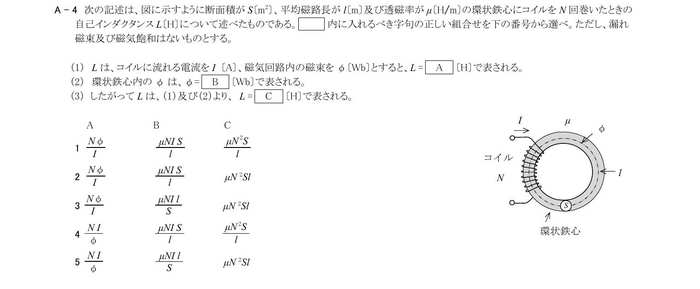 A－4 次の記述は、図に示すように断面積が S〔m²〕、平均磁路長が l〔m〕及び透磁率が μ〔H/m〕の環状鉄心にコイルを N 回巻いたときの
自己インダクタンス L〔H〕について述べたものである。□内に入れるべき字句の正しい組合せを下の番号から選べ。ただし、漏れ
磁束及び磁気飽和はないものとする。
(1) L は、コイルに流れる電流を I 〔A〕、磁気回路内の磁束を φ〔Wb〕とすると、L＝ A 〔H〕で表される。
(2) 環状鉄心内の φ は、φ＝ B 〔Wb〕で表される。
(3) したがって L は、(1)及び(2)より、 L＝ C 〔H〕で表される。
A B C
1 Nφ/I μNIS/l μN²S/l
2 Nφ/I μNIS/l μN²Sl
3 Nφ/I μNIl/S μN²Sl
4 NI/φ μNIS/l μN²S/l
5 NI/φ μNIl/S μN²Sl
I μ φ
コイル
N
l
S
環状鉄心